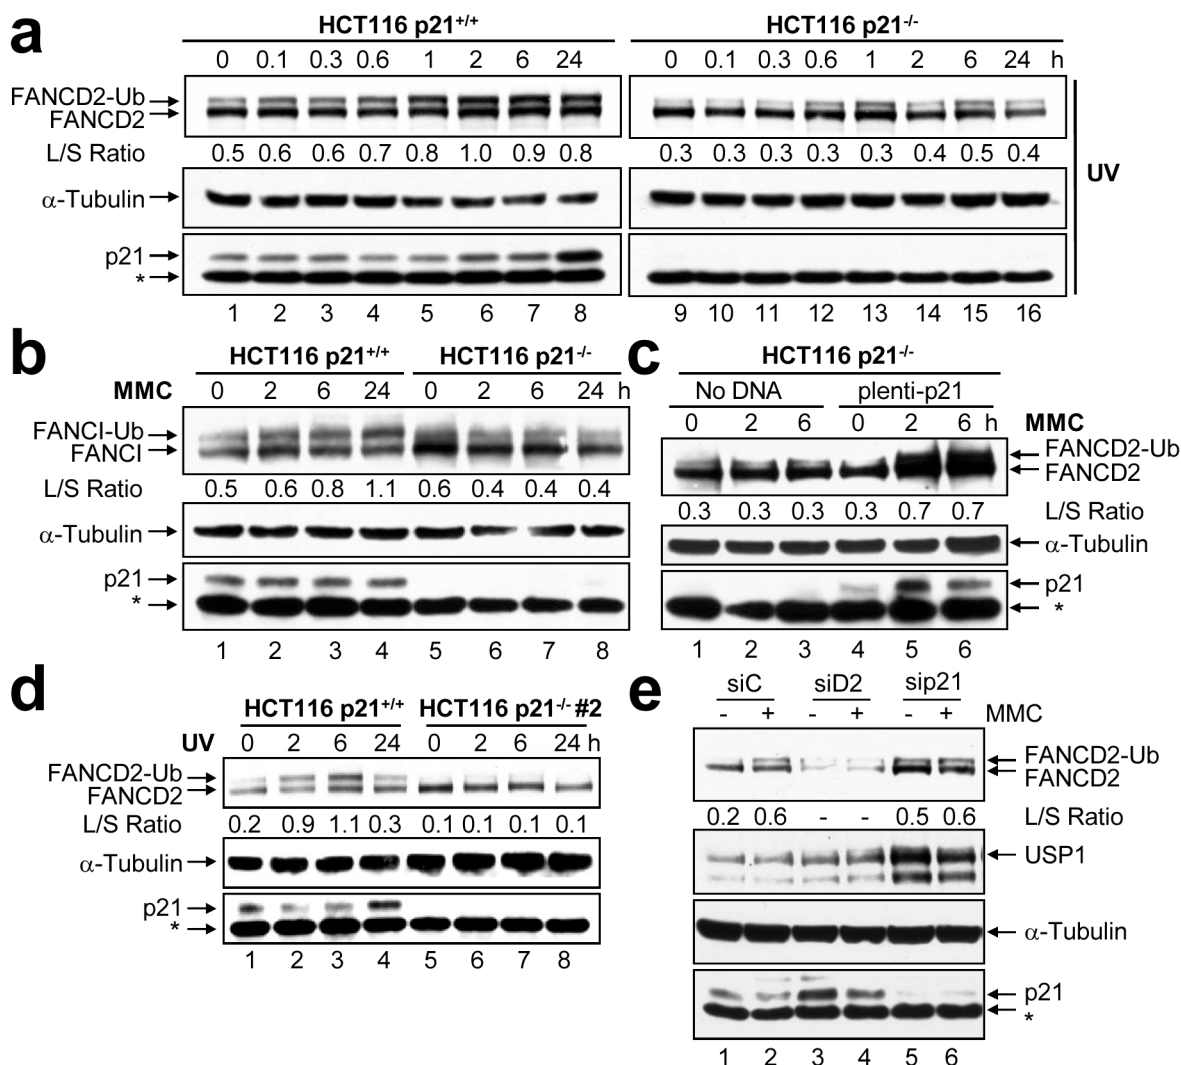 a
HCT116 p21+/+ HCT116 p21-/-
0 0.1 0.3 0.6 1 2 6 24 0 0.1 0.3 0.6 1 2 6 24 h
FANCD2-Ub
FANCD2
L/S Ratio 0.5 0.6 0.6 0.7 0.8 1.0 0.9 0.8 0.3 0.3 0.3 0.3 0.3 0.4 0.5 0.4
UV
α-Tubulin
p21
*
1 2 3 4 5 6 7 8 9 10 11 12 13 14 15 16
b
HCT116 p21+/+ HCT116 p21-/-
MMC 0 2 6 24 0 2 6 24 h
FANCI-Ub
FANCI
L/S Ratio 0.5 0.6 0.8 1.1 0.6 0.4 0.4 0.4
α-Tubulin
p21
*
1 2 3 4 5 6 7 8
c
HCT116 p21-/-
No DNA plenti-p21
0 2 6 0 2 6 h MMC
FANCD2-Ub
FANCD2
0.3 0.3 0.3 0.3 0.7 0.7 L/S Ratio
α-Tubulin
p21
*
1 2 3 4 5 6
d
HCT116 p21+/+ HCT116 p21-/- #2
UV 0 2 6 24 0 2 6 24 h
FANCD2-Ub
FANCD2
L/S Ratio 0.2 0.9 1.1 0.3 0.1 0.1 0.1 0.1
α-Tubulin
p21
*
1 2 3 4 5 6 7 8
e
siC siD2 sip21
- + - + - + MMC
FANCD2-Ub
FANCD2
0.2 0.6 - - 0.5 0.6 L/S Ratio
USP1
α-Tubulin
p21
*
1 2 3 4 5 6